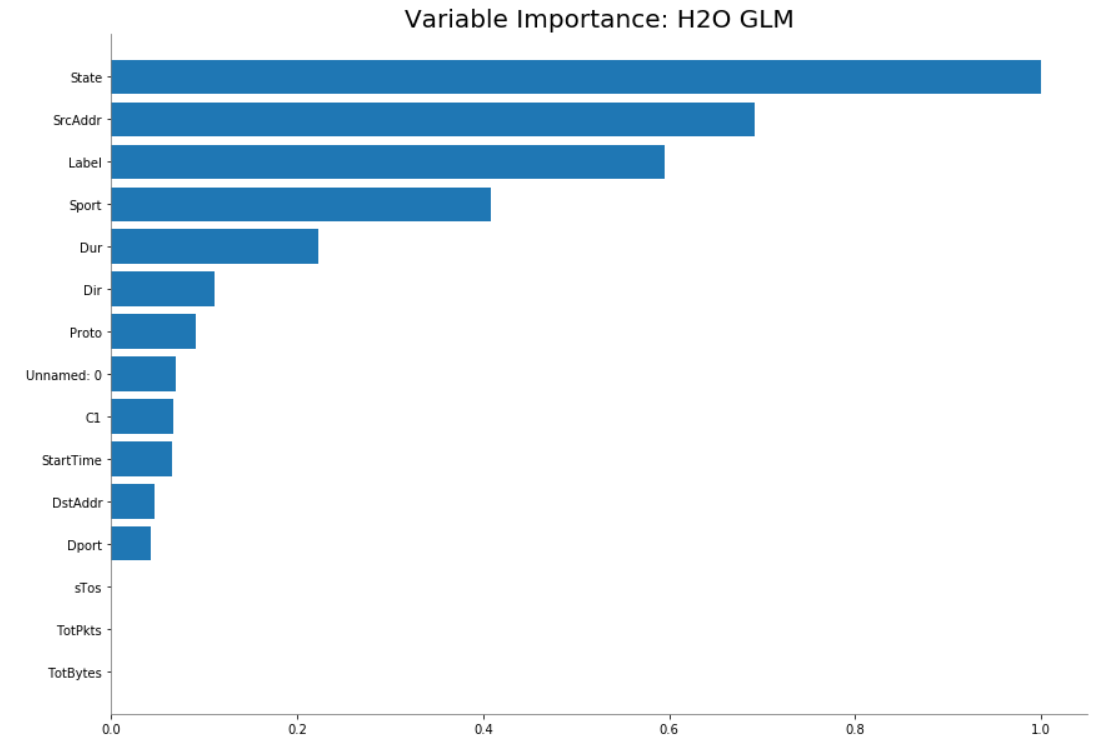 Variable Importance: H2O GLM
State
SrcAddr
Label
Sport
Dur
Dir
Proto
Unnamed: 0
C1
StartTime
DstAddr
Dport
sTos
TotPkts
TotBytes
0.0 0.2 0.4 0.6 0.8 1.0